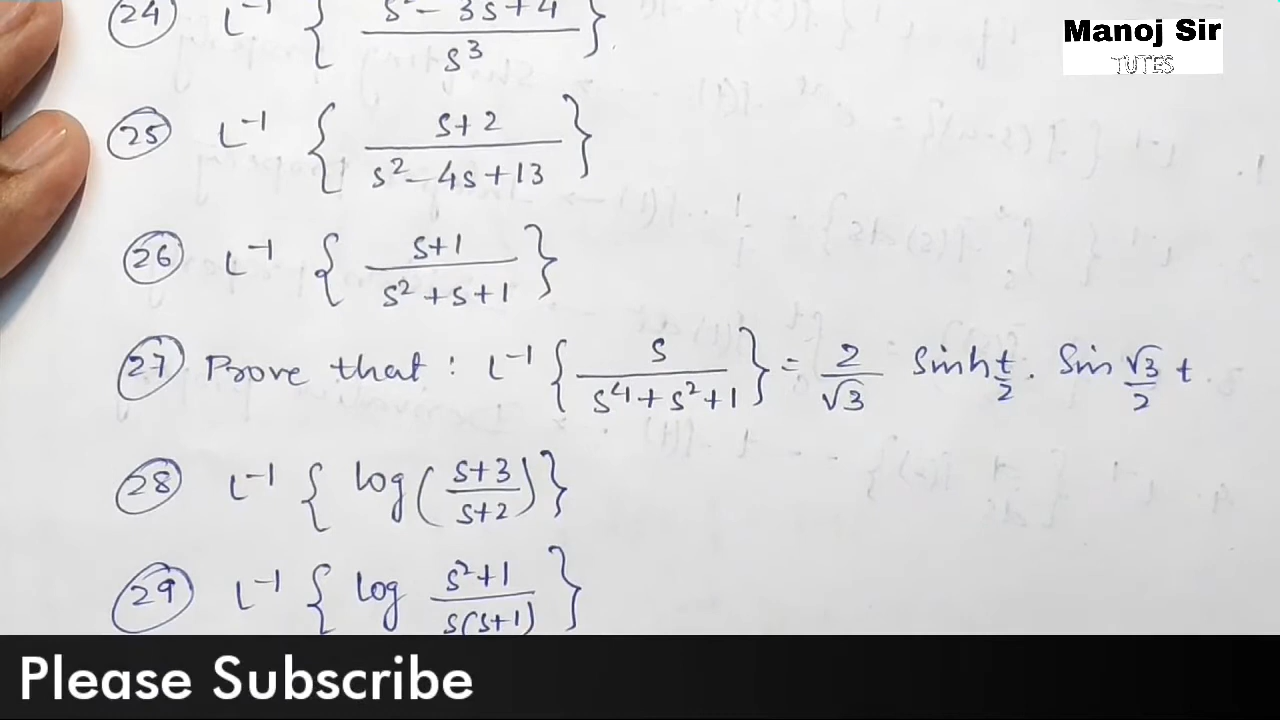 (24) L⁻¹ { s² - 3s + 4 / s³ }
Manoj Sir
TUTES
(25) L⁻¹ { s+2 / s² - 4s + 13 }
(26) L⁻¹ { s+1 / s² + s + 1 }
(27) Prove that : L⁻¹ { s / s⁴ + s² + 1 } = 2/√3 Sinh t/2 . Sin √3/2 t
(28) L⁻¹ { log ( s+3 / s+2 ) }
(29) L⁻¹ { log s²+1 / s(s+1) }
Please Subscribe